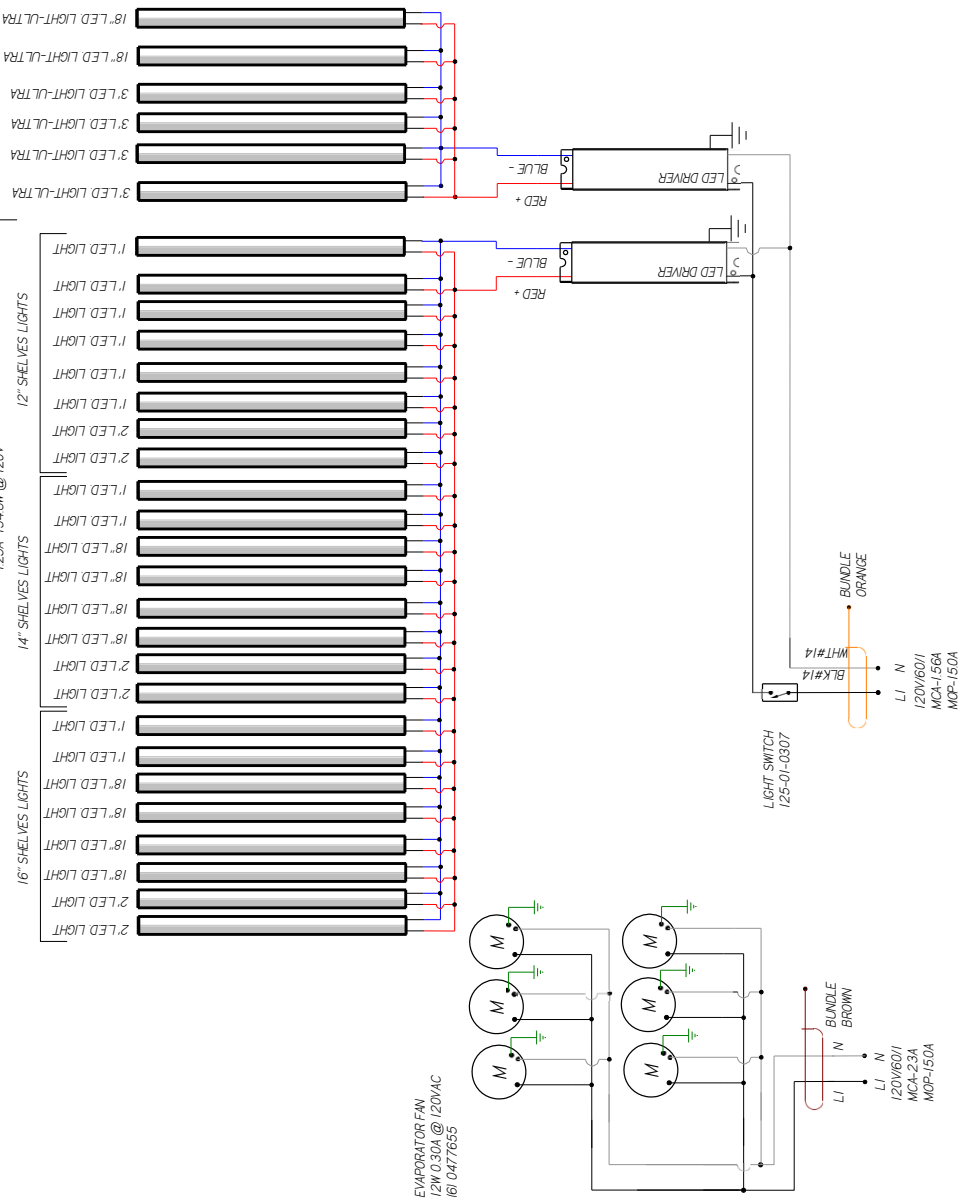 18" LED LIGHT-ULTRA
18" LED LIGHT-ULTRA
3' LED LIGHT-ULTRA
3' LED LIGHT-ULTRA
3' LED LIGHT-ULTRA
3' LED LIGHT-ULTRA
BLUE -
RED +
LED DRIVER
12" SHELVES LIGHTS
1' LED LIGHT
1' LED LIGHT
1' LED LIGHT
1' LED LIGHT
1' LED LIGHT
1' LED LIGHT
2' LED LIGHT
2' LED LIGHT
BLUE -
RED +
LED DRIVER
14" SHELVES LIGHTS
1' LED LIGHT
1' LED LIGHT
18" LED LIGHT
18" LED LIGHT
18" LED LIGHT
18" LED LIGHT
2' LED LIGHT
2' LED LIGHT
16" SHELVES LIGHTS
1' LED LIGHT
1' LED LIGHT
18" LED LIGHT
18" LED LIGHT
18" LED LIGHT
18" LED LIGHT
2' LED LIGHT
2' LED LIGHT
BUNDLE
ORANGE
WHT#14
BLK#14
L1 N
120V/60/1
MCA-1.56A
MOP-15.0A
LIGHT SWITCH
125-01-0307
M
M
M
M
M
M
EVAPORATOR FAN
12W 0.30A @ 120VAC
(6) 0477655
BUNDLE
BROWN
L1 N
L1 N
120V/60/1
MCA-2.3A
MOP-15.0A